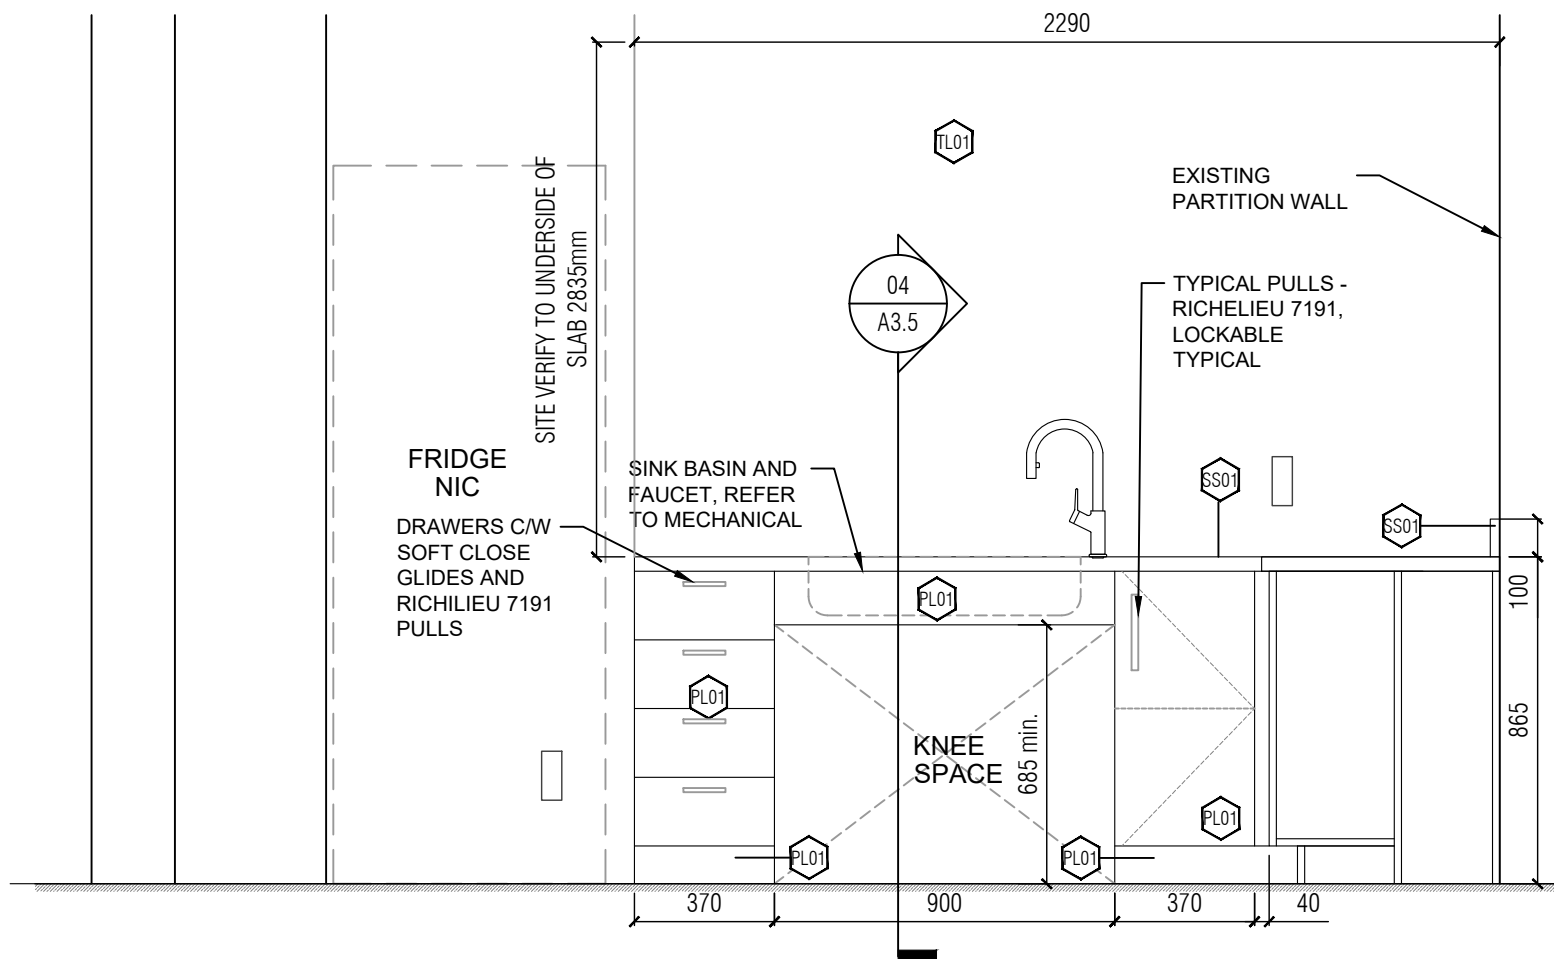 2290
TL01
EXISTING
PARTITION WALL
SITE VERIFY TO UNDERSIDE OF
SLAB 2835mm
04
A3.5
TYPICAL PULLS -
RICHELIEU 7191,
LOCKABLE
TYPICAL
FRIDGE
NIC
SINK BASIN AND
FAUCET, REFER
TO MECHANICAL
SS01
SS01
DRAWERS C/W
SOFT CLOSE
GLIDES AND
RICHILIEU 7191
PULLS
PL01
100
PL01
865
KNEE
SPACE
685 min.
PL01
PL01
PL01
370
900
370
40